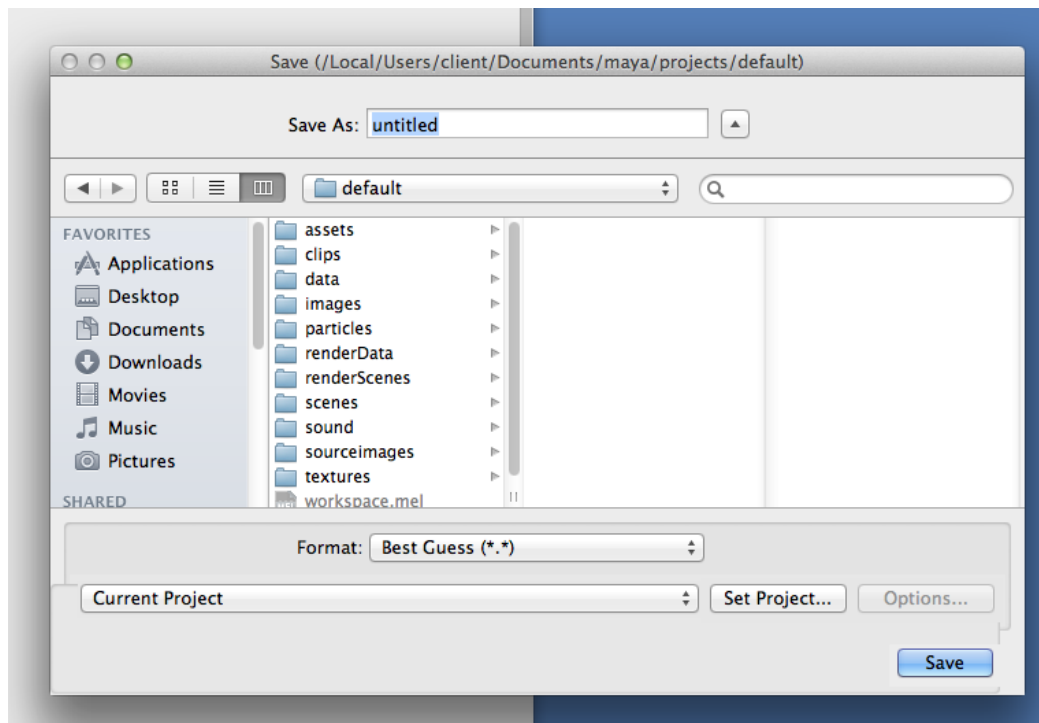 Save (/Local/Users/client/Documents/maya/projects/default)
Save As: untitled
default
FAVORITES
Applications
Desktop
Documents
Downloads
Movies
Music
Pictures
SHARED
assets
clips
data
images
particles
renderData
renderScenes
scenes
sound
sourceimages
textures
workspace.mel
Format: Best Guess (*.*)
Current Project
Set Project...
Options...
Save